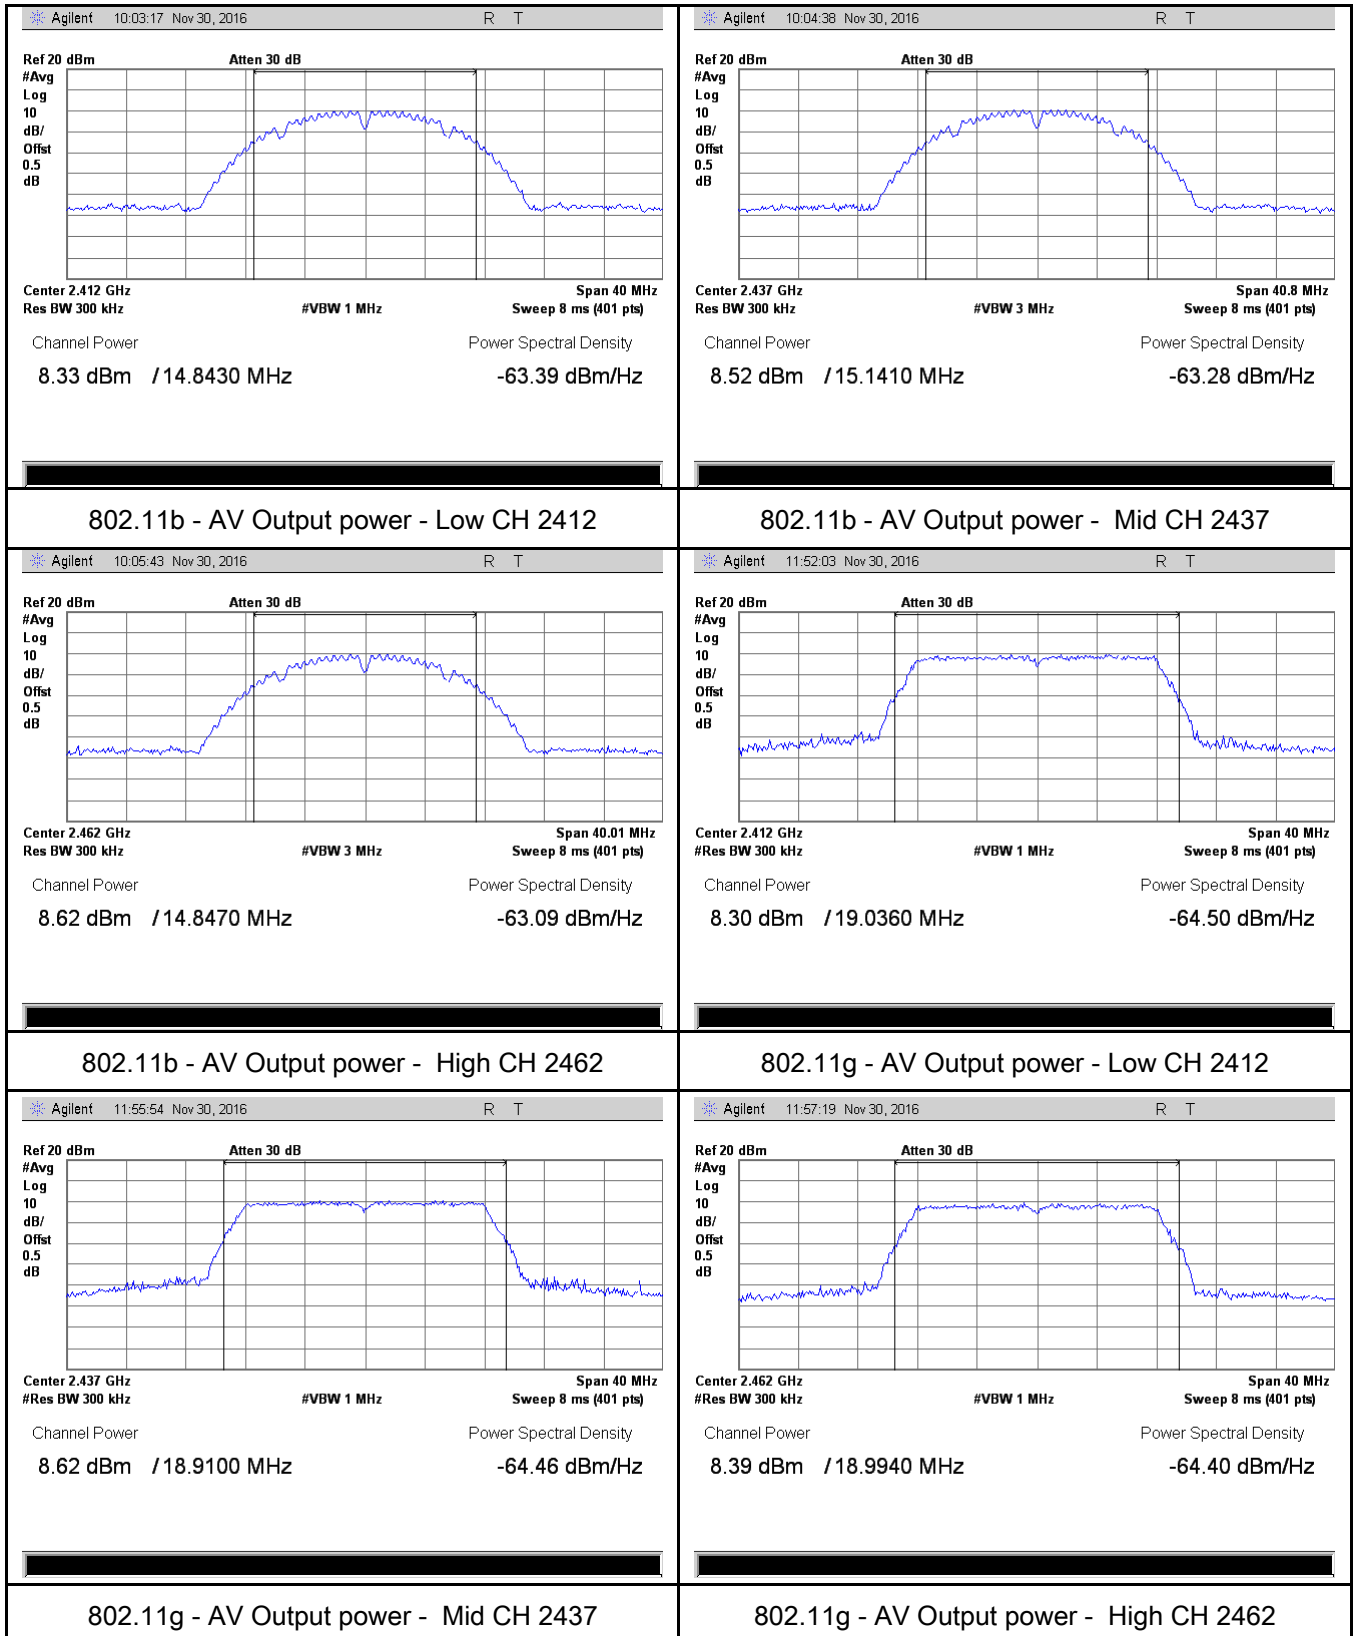 Agilent 10:03:17 Nov 30, 2016 R T
Ref 20 dBm Atten 30 dB
#Avg
Log
10
dB/
Offst
0.5
dB
Center 2.412 GHz Span 40 MHz
Res BW 300 kHz #VBW 1 MHz Sweep 8 ms (401 pts)
Channel Power Power Spectral Density
8.33 dBm / 14.8430 MHz -63.39 dBm/Hz
802.11b - AV Output power - Low CH 2412
Agilent 10:04:38 Nov 30, 2016 R T
Ref 20 dBm Atten 30 dB
#Avg
Log
10
dB/
Offst
0.5
dB
Center 2.437 GHz Span 40.8 MHz
Res BW 300 kHz #VBW 3 MHz Sweep 8 ms (401 pts)
Channel Power Power Spectral Density
8.52 dBm / 15.1410 MHz -63.28 dBm/Hz
802.11b - AV Output power - Mid CH 2437
Agilent 10:05:43 Nov 30, 2016 R T
Ref 20 dBm Atten 30 dB
#Avg
Log
10
dB/
Offst
0.5
dB
Center 2.462 GHz Span 40.01 MHz
Res BW 300 kHz #VBW 3 MHz Sweep 8 ms (401 pts)
Channel Power Power Spectral Density
8.62 dBm / 14.8470 MHz -63.09 dBm/Hz
802.11b - AV Output power - High CH 2462
Agilent 11:52:03 Nov 30, 2016 R T
Ref 20 dBm Atten 30 dB
#Avg
Log
10
dB/
Offst
0.5
dB
Center 2.412 GHz Span 40 MHz
#Res BW 300 kHz #VBW 1 MHz Sweep 8 ms (401 pts)
Channel Power Power Spectral Density
8.30 dBm / 19.0360 MHz -64.50 dBm/Hz
802.11g - AV Output power - Low CH 2412
Agilent 11:55:54 Nov 30, 2016 R T
Ref 20 dBm Atten 30 dB
#Avg
Log
10
dB/
Offst
0.5
dB
Center 2.437 GHz Span 40 MHz
#Res BW 300 kHz #VBW 1 MHz Sweep 8 ms (401 pts)
Channel Power Power Spectral Density
8.62 dBm / 18.9100 MHz -64.46 dBm/Hz
802.11g - AV Output power - Mid CH 2437
Agilent 11:57:19 Nov 30, 2016 R T
Ref 20 dBm Atten 30 dB
#Avg
Log
10
dB/
Offst
0.5
dB
Center 2.462 GHz Span 40 MHz
#Res BW 300 kHz #VBW 1 MHz Sweep 8 ms (401 pts)
Channel Power Power Spectral Density
8.39 dBm / 18.9940 MHz -64.40 dBm/Hz
802.11g - AV Output power - High CH 2462